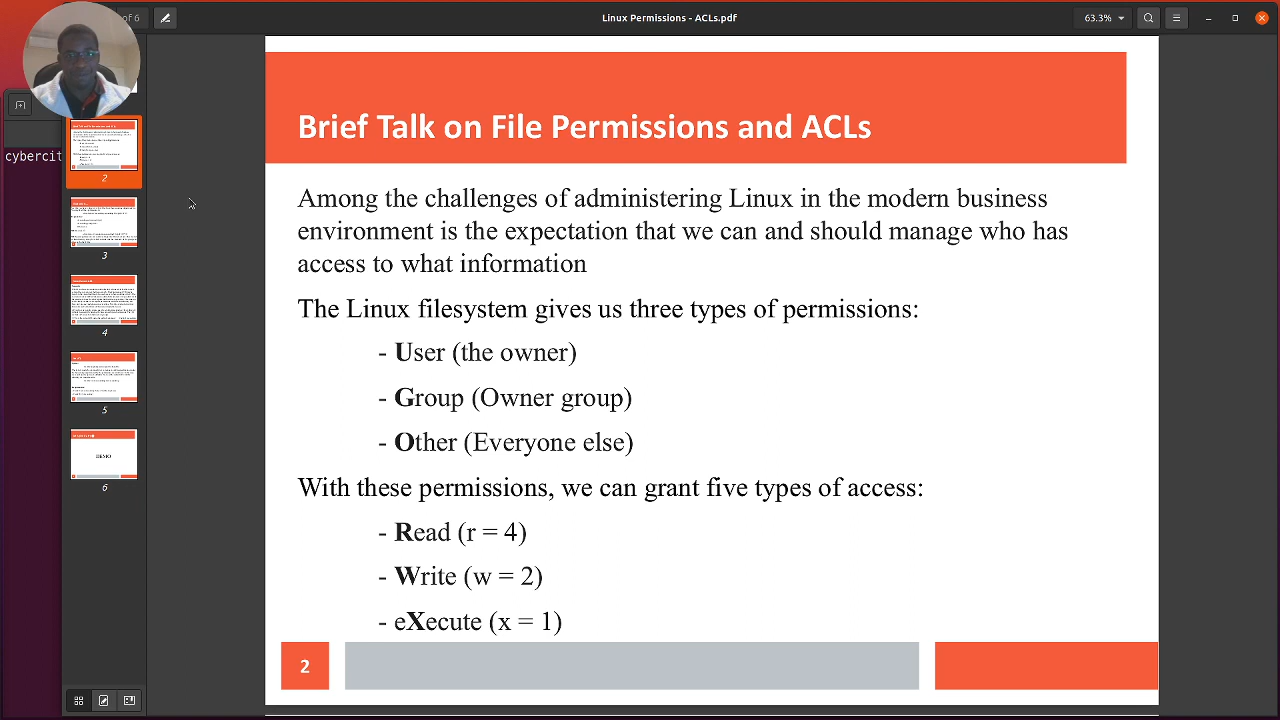 of 6
Linux Permissions - ACLs.pdf
63.3%
cybercit
Brief Talk on File Permissions and ACLs
Among the challenges of administering Linux in the modern business
environment is the expectation that we can and should manage who has
access to what information
The Linux filesystem gives us three types of permissions:
- User (the owner)
- Group (Owner group)
- Other (Everyone else)
With these permissions, we can grant five types of access:
- Read (r = 4)
- Write (w = 2)
- eXecute (x = 1)
2
2
3
4
5
DEMO
6